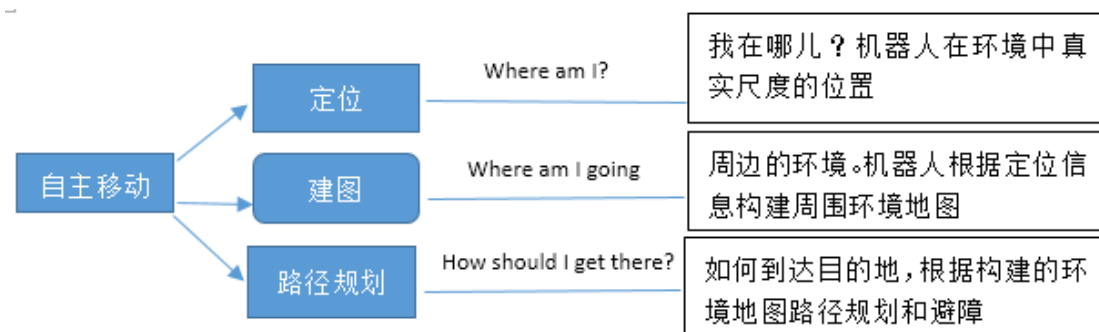 自主移动
定位
Where am I?
我在哪儿？机器人在环境中真
实尺度的位置
建图
Where am I going
周边的环境。机器人根据定位信
息构建周围环境地图
路径规划
How should I get there?
如何到达目的地，根据构建的环
境地图路径规划和避障